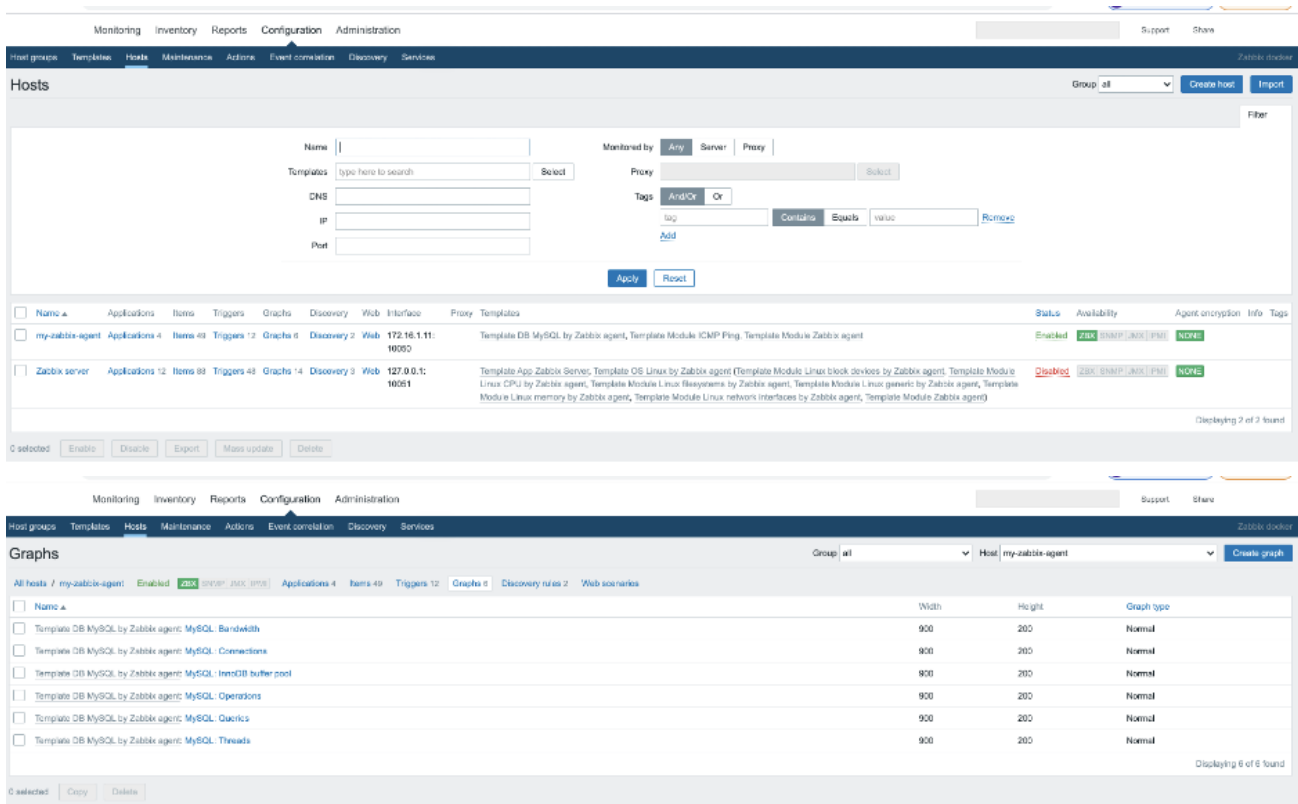 Monitoring Inventory Reports Configuration Administration Support Share
Host groups Templates Hosts Maintenance Actions Event correlation Discovery Services Zabbix docker
Hosts Group all Create host Import
Filter
Name Monitored by Any Server Proxy
Templates type here to search Select Proxy Select
DNS Tags And/Or Or
IP tag Contains Equals value Remove
Add
Port
Apply Reset
Name Applications Items Triggers Graphs Discovery Web Interface Proxy Templates Status Availability Agent encryption Info Tags
my-zabbix-agent Applications 4 Items 49 Triggers 12 Graphs 6 Discovery 2 Web 172.16.1.11: Template DB MySQL by Zabbix agent, Template Module ICMP Ping, Template Module Zabbix agent Enabled ZBX SNMP JMX IPMI NONE
10050
Zabbix server Applications 12 Items 88 Triggers 48 Graphs 14 Discovery 3 Web 127.0.0.1: Template App Zabbix Server, Template OS Linux by Zabbix agent (Template Module Linux block devices by Zabbix agent, Template Module Disabled ZBX SNMP JMX IPMI NONE
10051 Linux CPU by Zabbix agent, Template Module Linux filesystems by Zabbix agent, Template Module Linux generic by Zabbix agent, Template
Module Linux memory by Zabbix agent, Template Module Linux network interfaces by Zabbix agent, Template Module Zabbix agent)
Displaying 2 of 2 found
0 selected Enable Disable Export Mass update Delete
Monitoring Inventory Reports Configuration Administration Support Share
Host groups Templates Hosts Maintenance Actions Event correlation Discovery Services Zabbix docker
Graphs Group all Host my-zabbix-agent Create graph
All hosts / my-zabbix-agent Enabled ZBX SNMP JMX IPMI Applications 4 Items 49 Triggers 12 Graphs 6 Discovery rules 2 Web scenarios
Name Width Height Graph type
Template DB MySQL by Zabbix agent: MySQL: Bandwidth 900 200 Normal
Template DB MySQL by Zabbix agent: MySQL: Connections 900 200 Normal
Template DB MySQL by Zabbix agent: MySQL: InnoDB buffer pool 900 200 Normal
Template DB MySQL by Zabbix agent: MySQL: Operations 900 200 Normal
Template DB MySQL by Zabbix agent: MySQL: Queries 900 200 Normal
Template DB MySQL by Zabbix agent: MySQL: Threads 900 200 Normal
Displaying 6 of 6 found
0 selected Copy Delete